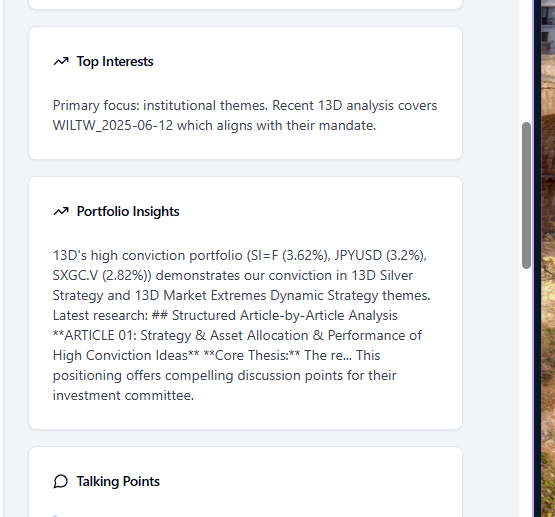 Top Interests
Primary focus: institutional themes. Recent 13D analysis covers
WILTW_2025-06-12 which aligns with their mandate.
Portfolio Insights
13D's high conviction portfolio (SI=F (3.62%), JPYUSD (3.2%),
SXGC.V (2.82%)) demonstrates our conviction in 13D Silver
Strategy and 13D Market Extremes Dynamic Strategy themes.
Latest research: ## Structured Article-by-Article Analysis
**ARTICLE 01: Strategy & Asset Allocation & Performance of
High Conviction Ideas** **Core Thesis:** The re... This
positioning offers compelling discussion points for their
investment committee.
Talking Points